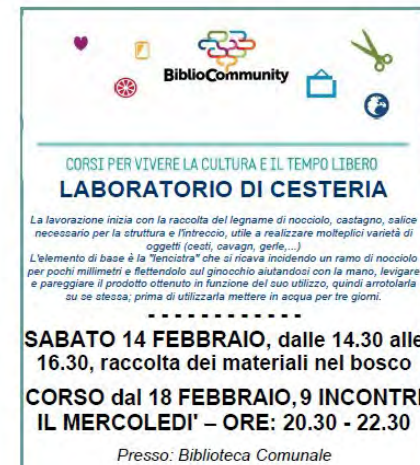 BiblioCommunity
CORSI PER VIVERE LA CULTURA E IL TEMPO LIBERO
LABORATORIO DI CESTERIA
La lavorazione inizia con la raccolta del legname di nocciolo, castagno, salice
necessario per la struttura e l'intreccio, utile a realizzare molteplici varietà di
oggetti (cesti, cavagn, gerle,...)
L'elemento di base è la "lencistra" che si ricava incidendo un ramo di nocciolo
per pochi millimetri e flettendolo sul ginocchio aiutandosi con la mano, levigare
e pareggiare il prodotto ottenuto in funzione del suo utilizzo, quindi arrotolarla
su se stessa; prima di utilizzarla mettere in acqua per tre giorni.
- - - - - - - - - - - -
SABATO 14 FEBBRAIO, dalle 14.30 alle
16.30, raccolta dei materiali nel bosco
CORSO dal 18 FEBBRAIO, 9 INCONTRI
IL MERCOLEDI' – ORE: 20.30 - 22.30
Presso: Biblioteca Comunale